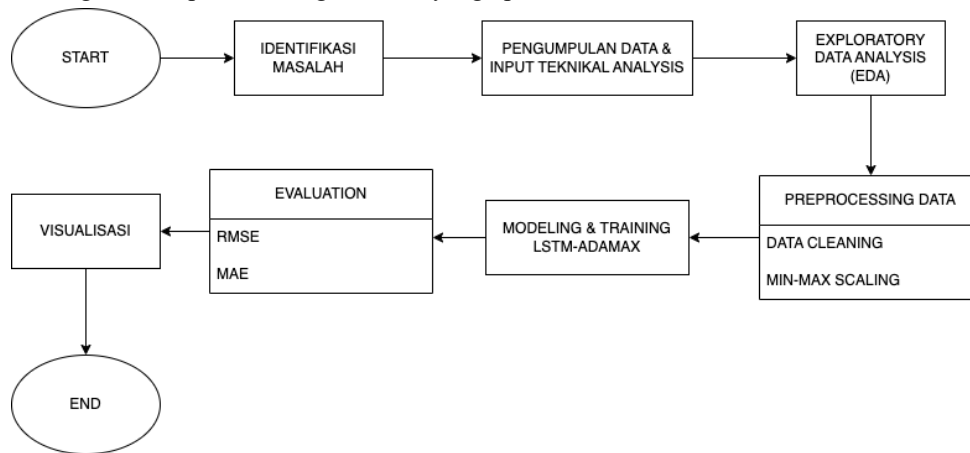 START
IDENTIFIKASI
MASALAH
PENGUMPULAN DATA &
INPUT TEKNIKAL ANALYSIS
EXPLORATORY
DATA ANALYSIS
(EDA)
PREPROCESSING DATA
DATA CLEANING
MIN-MAX SCALING
MODELING & TRAINING
LSTM-ADAMAX
EVALUATION
RMSE
MAE
VISUALISASI
END